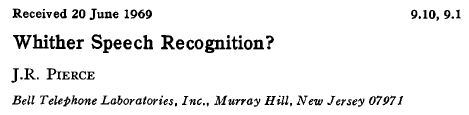 Received 20 June 1969 9.10, 9.1
Whither Speech Recognition?
J.R. PIERCE
Bell Telephone Laboratories, Inc., Murray Hill, New Jersey 07971